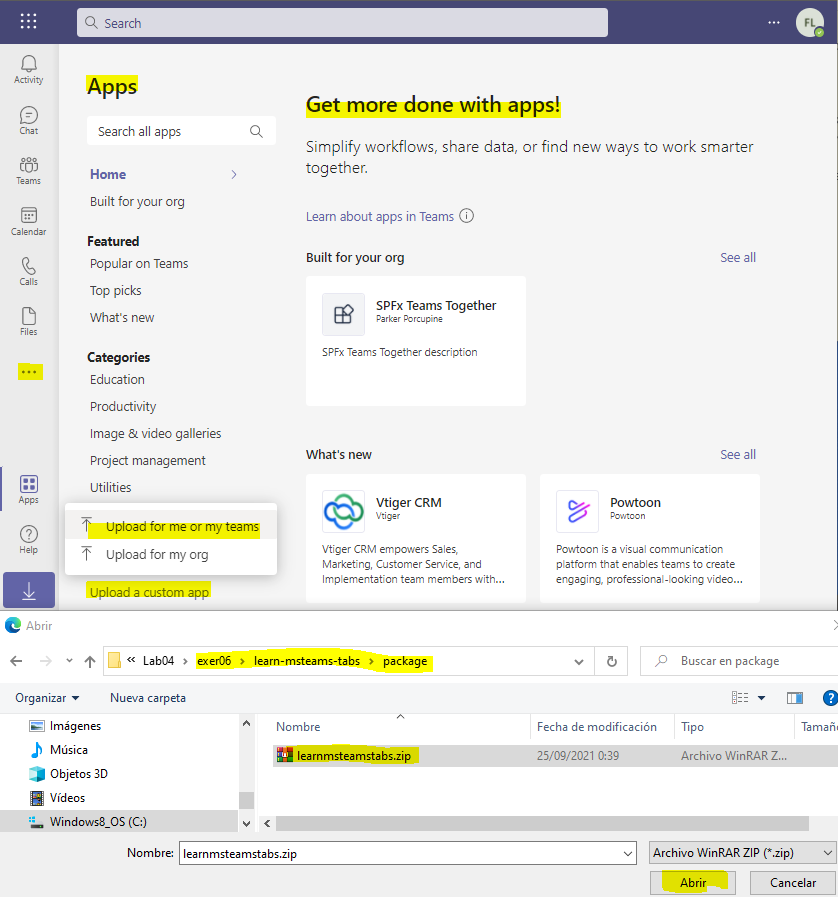 Search
FL
Activity
Chat
Teams
Calendar
Calls
Files
Apps
Help
Apps
Search all apps
Home
Built for your org
Featured
Popular on Teams
Top picks
What's new
Categories
Education
Productivity
Image & video galleries
Project management
Utilities
Upload for me or my teams
Upload for my org
Upload a custom app
Get more done with apps!
Simplify workflows, share data, or find new ways to work smarter
together.
Learn about apps in Teams
Built for your org
See all
SPFx Teams Together
Parker Porcupine
SPFx Teams Together description
What's new
See all
Vtiger CRM
Vtiger
Vtiger CRM empowers Sales,
Marketing, Customer Service, and
Implementation team members with...
Powtoon
Powtoon
Powtoon is a visual communication
platform that enables teams to create
engaging, professional-looking video...
Abrir
« Lab04 › exer06 › learn-msteams-tabs › package
Buscar en package
Organizar
Nueva carpeta
Imágenes
Música
Objetos 3D
Vídeos
Windows8_OS (C:)
Nombre
Fecha de modificación
Tipo
Tamañ
learnmsteamstabs.zip
25/09/2021 0:39
Archivo WinRAR Z...
Nombre:
learnmsteamstabs.zip
Archivo WinRAR ZIP (*.zip)
Abrir
Cancelar